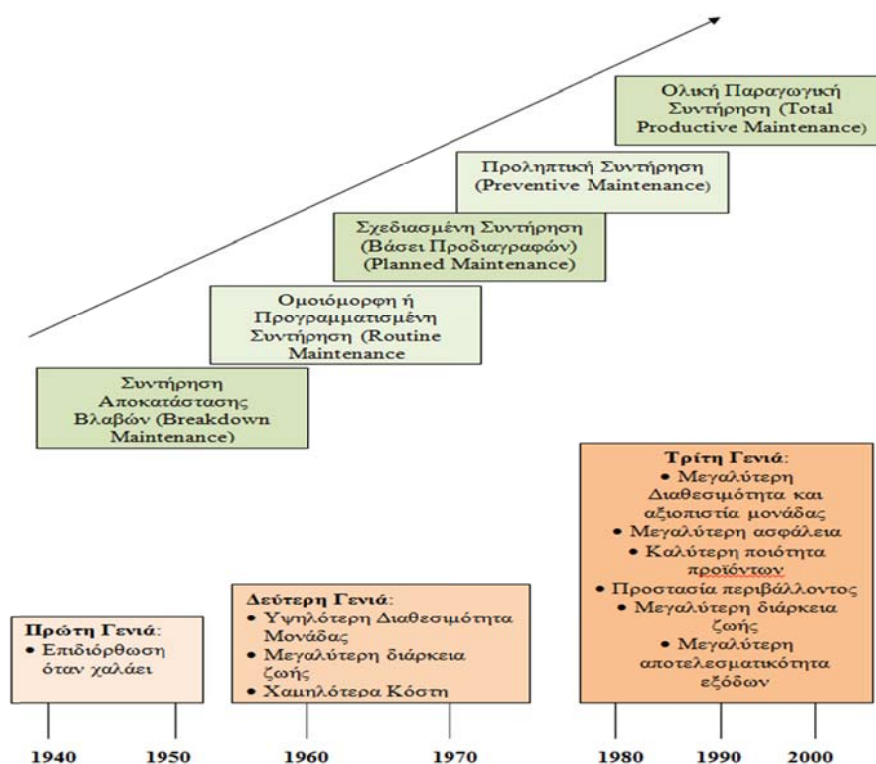 Ολική Παραγωγική
Συντήρηση (Total
Productive Maintenance)
Προληπτική Συντήρηση
(Preventive Maintenance)
Σχεδιασμένη Συντήρηση
(Βάσει Προδιαγραφών)
(Planned Maintenance)
Ομοιόμορφη ή
Προγραμματισμένη
Συντήρηση (Routine
Maintenance
Συντήρηση
Αποκατάστασης
Βλαβών (Breakdown
Maintenance)
Πρώτη Γενιά:
• Επιδιόρθωση
όταν χαλάει
Δεύτερη Γενιά:
• Υψηλότερη Διαθεσιμότητα
Μονάδας
• Μεγαλύτερη διάρκεια
ζωής
• Χαμηλότερα Κόστη
Τρίτη Γενιά:
• Μεγαλύτερη
Διαθεσιμότητα και
αξιοπιστία μονάδας
• Μεγαλύτερη ασφάλεια
• Καλύτερη ποιότητα
προϊόντων
• Προστασία περιβάλλοντος
• Μεγαλύτερη διάρκεια
ζωής
• Μεγαλύτερη
αποτελεσματικότητα
εξόδων
1940 1950 1960 1970 1980 1990 2000